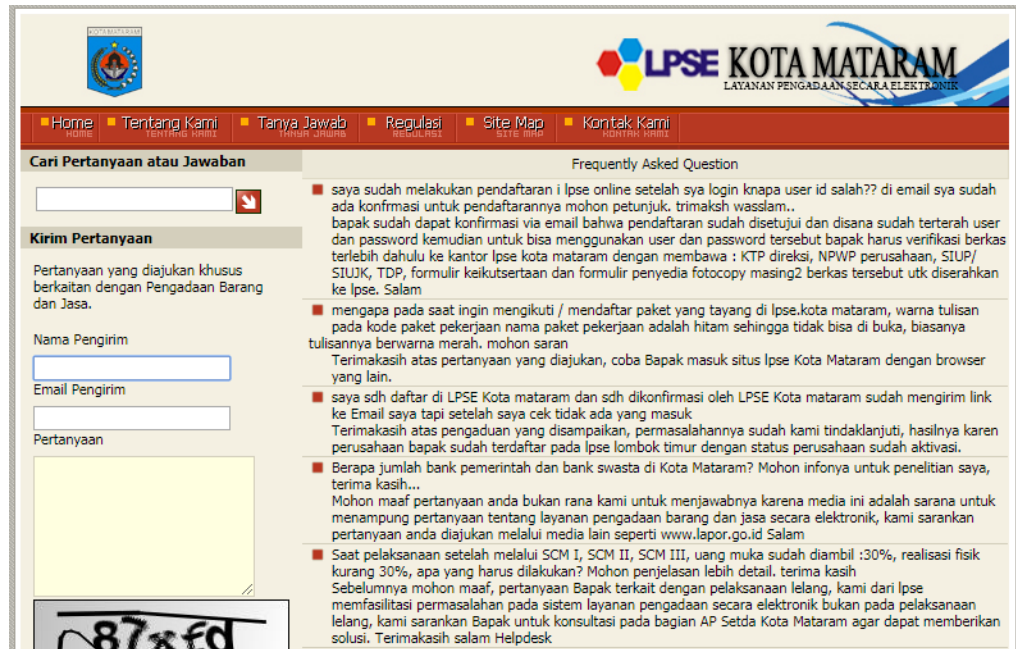 KOTA MATARAM
LPSE KOTA MATARAM
LAYANAN PENGADAAN SECARA ELEKTRONIK
Home Tentang Kami Tanya Jawab Regulasi Site Map Kontak Kami
HOME TENTANG KAMI TANYA JAWAB REGULASI SITE MAP KONTAK KAMI
Cari Pertanyaan atau Jawaban
Kirim Pertanyaan
Pertanyaan yang diajukan khusus
berkaitan dengan Pengadaan Barang
dan Jasa.
Nama Pengirim
Email Pengirim
Pertanyaan
87xfd
Frequently Asked Question
saya sudah melakukan pendaftaran i lpse online setelah sya login knapa user id salah?? di email sya sudah
ada konfrmasi untuk pendaftarannya mohon petunjuk. trimaksh wasslam..
bapak sudah dapat konfirmasi via email bahwa pendaftaran sudah disetujui dan disana sudah terterah user
dan password kemudian untuk bisa menggunakan user dan password tersebut bapak harus verifikasi berkas
terlebih dahulu ke kantor lpse kota mataram dengan membawa : KTP direksi, NPWP perusahaan, SIUP/
SIUJK, TDP, formulir keikutsertaan dan formulir penyedia fotocopy masing2 berkas tersebut utk diserahkan
ke lpse. Salam
mengapa pada saat ingin mengikuti / mendaftar paket yang tayang di lpse.kota mataram, warna tulisan
pada kode paket pekerjaan nama paket pekerjaan adalah hitam sehingga tidak bisa di buka, biasanya
tulisannya berwarna merah. mohon saran
Terimakasih atas pertanyaan yang diajukan, coba Bapak masuk situs lpse Kota Mataram dengan browser
yang lain.
saya sdh daftar di LPSE Kota mataram dan sdh dikonfirmasi oleh LPSE Kota mataram sudah mengirim link
ke Email saya tapi setelah saya cek tidak ada yang masuk
Terimakasih atas pengaduan yang disampaikan, permasalahannya sudah kami tindaklanjuti, hasilnya karen
perusahaan bapak sudah terdaftar pada lpse lombok timur dengan status perusahaan sudah aktivasi.
Berapa jumlah bank pemerintah dan bank swasta di Kota Mataram? Mohon infonya untuk penelitian saya,
terima kasih...
Mohon maaf pertanyaan anda bukan rana kami untuk menjawabnya karena media ini adalah sarana untuk
menampung pertanyaan tentang layanan pengadaan barang dan jasa secara elektronik, kami sarankan
pertanyaan anda diajukan melalui media lain seperti www.lapor.go.id Salam
Saat pelaksanaan setelah melalui SCM I, SCM II, SCM III, uang muka sudah diambil :30%, realisasi fisik
kurang 30%, apa yang harus dilakukan? Mohon penjelasan lebih detail. terima kasih
Sebelumnya mohon maaf, pertanyaan Bapak terkait dengan pelaksanaan lelang, kami dari lpse
memfasilitasi permasalahan pada sistem layanan pengadaan secara elektronik bukan pada pelaksanaan
lelang, kami sarankan Bapak untuk konsultasi pada bagian AP Setda Kota Mataram agar dapat memberikan
solusi. Terimakasih salam Helpdesk